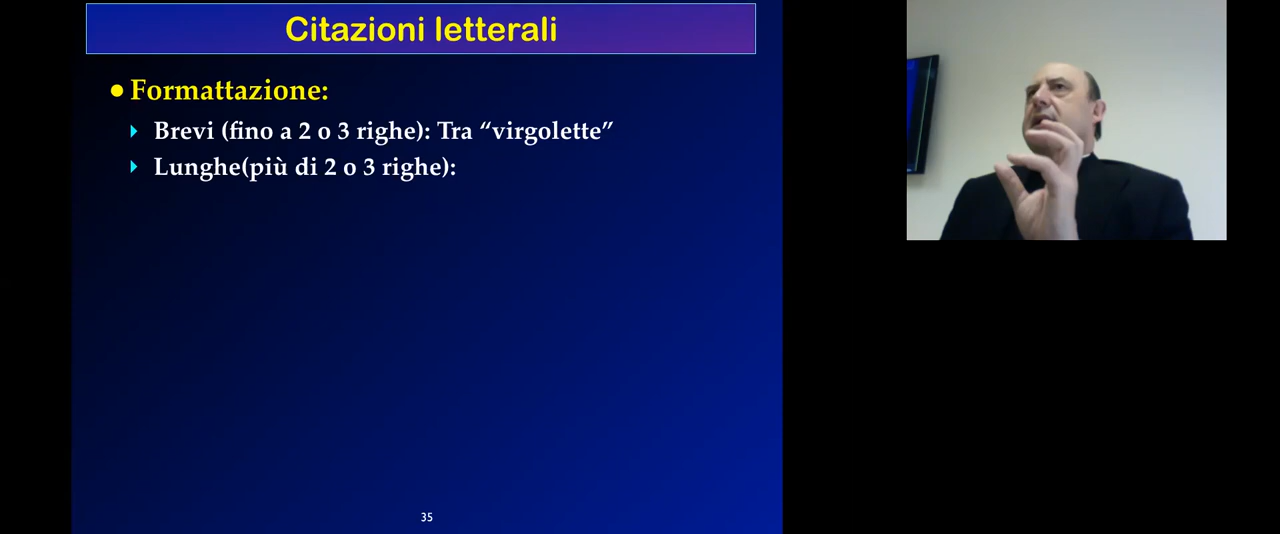 Citazioni letterali
Formattazione:
Brevi (fino a 2 o 3 righe): Tra “virgolette”
Lunghe(più di 2 o 3 righe):
35